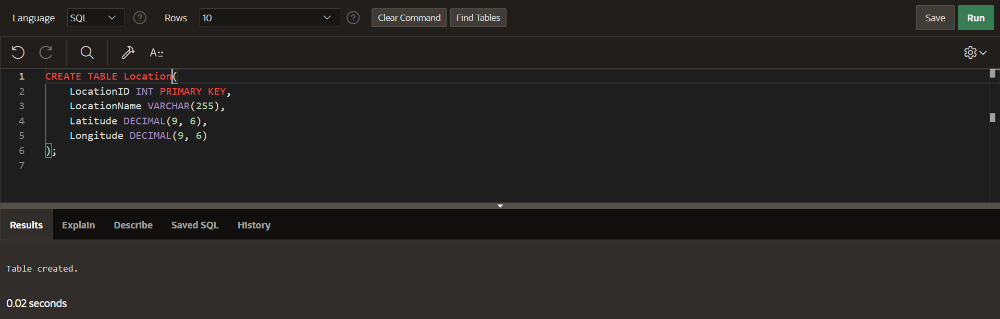 Language SQL ? Rows 10 ? Clear Command Find Tables Save Run
A::
1 CREATE TABLE Location(
2 LocationID INT PRIMARY KEY,
3 LocationName VARCHAR(255),
4 Latitude DECIMAL(9, 6),
5 Longitude DECIMAL(9, 6)
6 );
7
Results Explain Describe Saved SQL History
Table created.
0.02 seconds